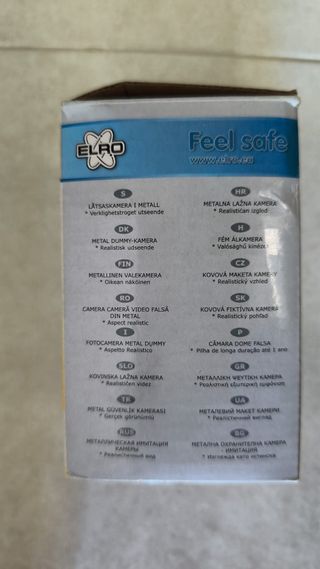 ELRO
Feel safe
www.elro.eu
S
LÅTSASKAMERA I METALL
* Verklighetstroget utseende
DK
METAL DUMMY-KAMERA
* Realistisk udseende
FIN
METALLINEN VALEKAMERA
* Oikean näköinen
RO
CAMERA CAMERĂ VIDEO FALSĂ
DIN METAL
* Aspect realistic
I
FOTOCAMERA METAL DUMMY
* Aspetto Realistico
SLO
KOVINSKA LAŽNA KAMERA
* Realističen videz
TR
METAL GÜVENLİK KAMERASI
* Gerçek görünümlü
RUS
МЕТАЛЛИЧЕСКАЯ ИМИТАЦИЯ
КАМЕРЫ
* Реалистичный вид
HR
METALNA LAŽNA KAMERA
* Realističan izgled
H
FÉM ÁLKAMERA
* Valósághű kinézet
CZ
KOVOVÁ MAKETA KAMERY
* Realistický vzhled
SK
KOVOVÁ FIKTÍVNA KAMERA
* Realistický pohľad
P
CÂMARA DOME FALSA
* Pilha de longa duração até 1 ano
GR
ΜΕΤΑΛΛΙΚΗ ΨΕΥΤΙΚΗ ΚΑΜΕΡΑ
* Ρεαλιστική εξωτερική εμφάνιση
UA
МЕТАЛЕВИЙ МАКЕТ КАМЕРИ
* Реалістичний вигляд
BG
МЕТАЛНА ОХРАНИТЕЛНА КАМЕРА
- ИМИТАЦИЯ
* Изглежда като истинска